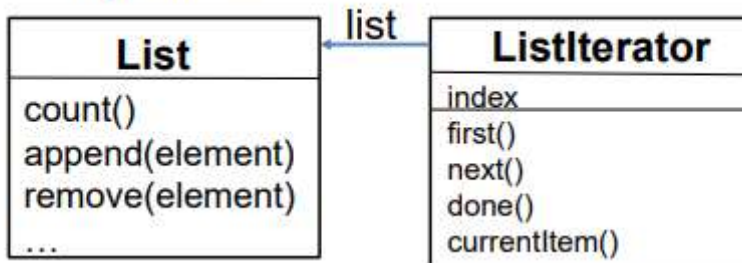 List
count()
append(element)
remove(element)
...
list
ListIterator
index
first()
next()
done()
currentItem()